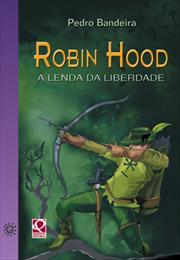 Pedro Bandeira
ROBIN HOOD
A LENDA DA LIBERDADE
Q